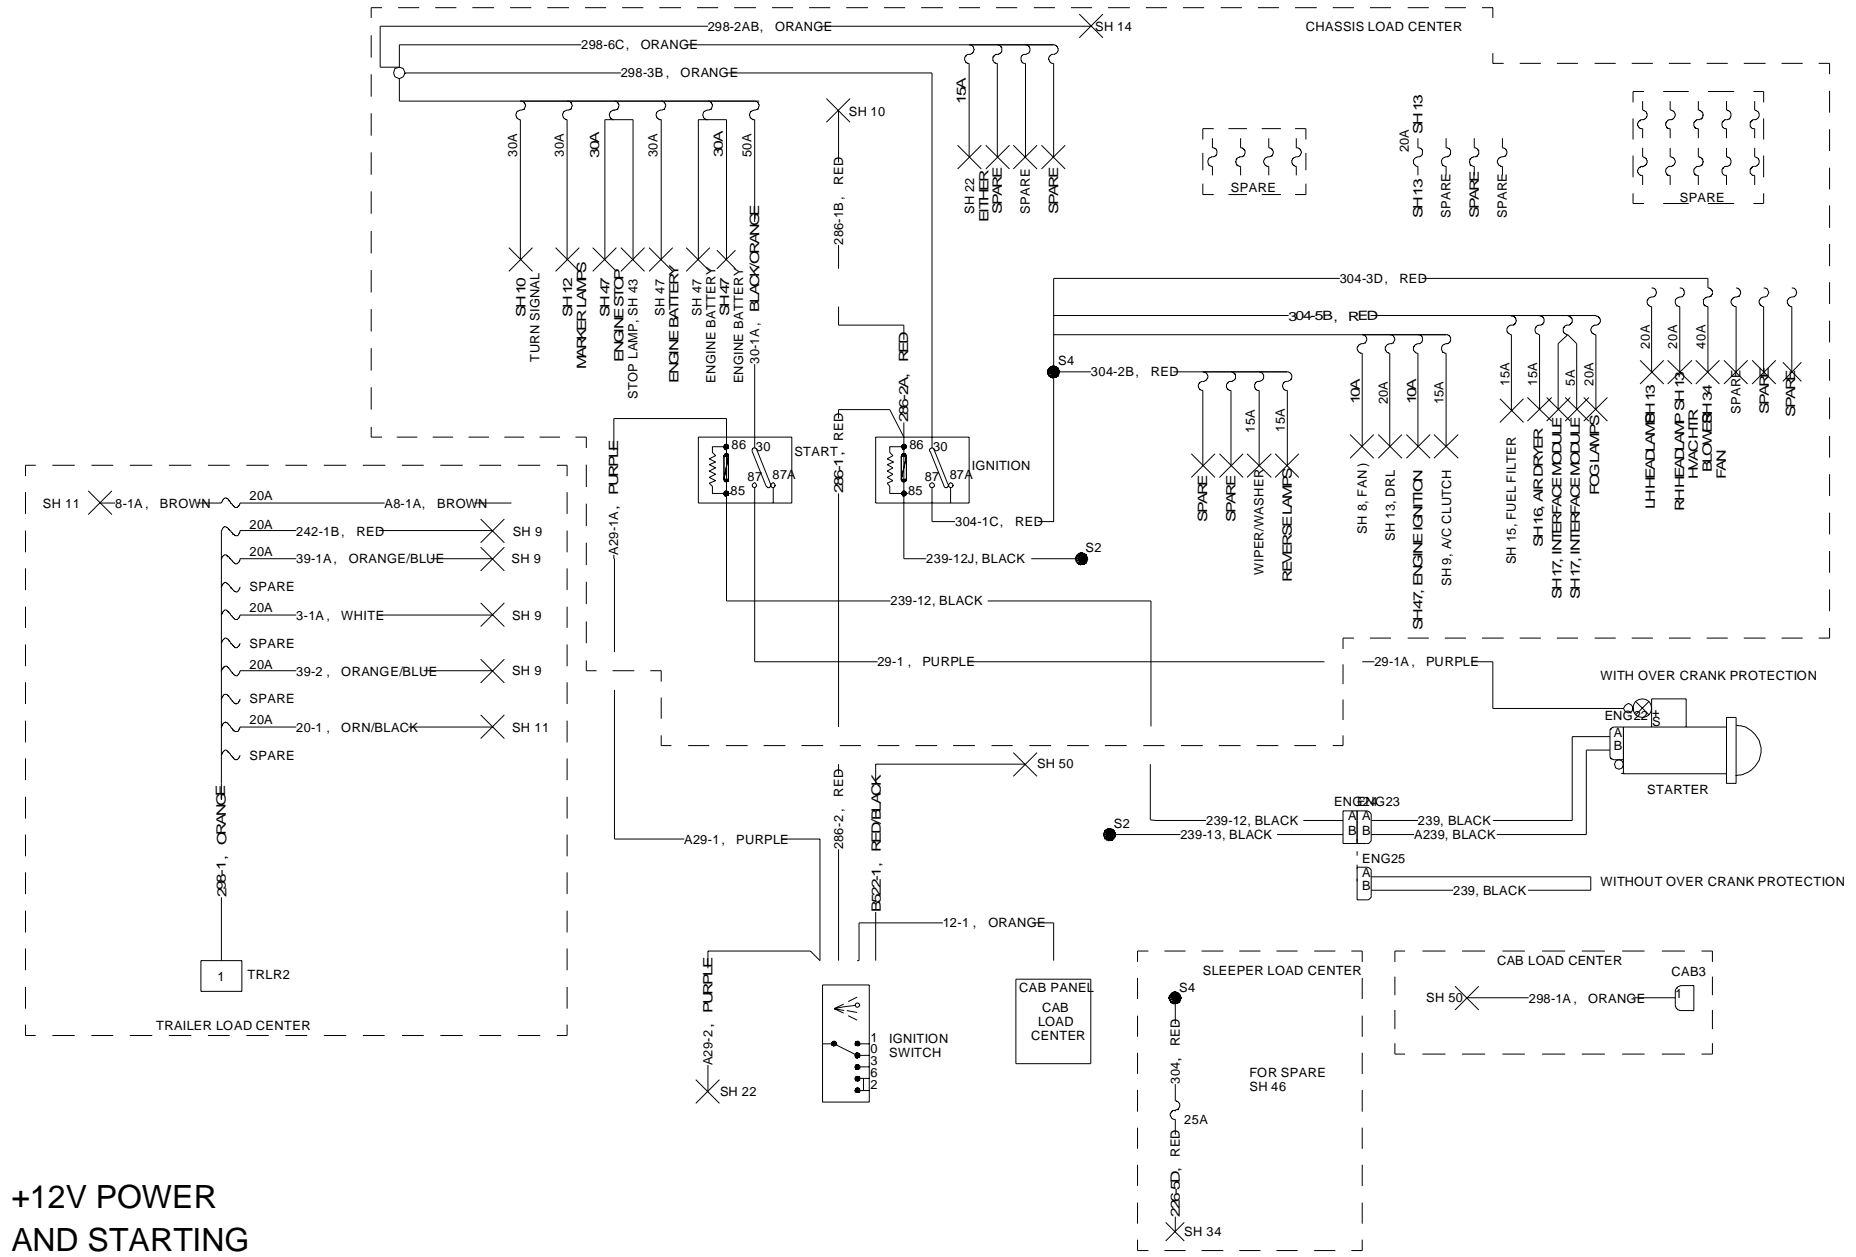 298-2AB, ORANGE
SH 14
CHASSIS LOAD CENTER
298-6C, ORANGE
298-3B, ORANGE
SH 10
15A
30A
30A
30A
30A
30A
50A
286-1B, RED
SH 22
EITHER
SPARE
SPARE
SPARE
SPARE
20A
SH 13
SH 13
SPARE
SPARE
SPARE
SPARE
SH 10
TURN SIGNAL
SH 12
MARKER LAMPS
SH 47
ENGINE STOP
STOP LAMP, SH 43
SH 47
ENGINE BATTERY
SH 47
ENGINE BATTERY
SH 47
ENGINE BATTERY
30-1A, BLACK/ORANGE
304-3D, RED
304-5B, RED
S4
304-2B, RED
286-2A, RED
286-1, RED
A29-1A, PURPLE
86
30
START
87
87A
85
86
30
IGNITION
87
87A
85
304-1C, RED
239-12J, BLACK
S2
15A
15A
SPARE
SPARE
WIPER/WASHER
REVERSE LAMPS
10A
20A
10A
15A
SH 8, FAN )
SH 13, DRL
SH47, ENGINE IGNITION
SH 9, A/C CLUTCH
15A
15A
5A
20A
SH 15, FUEL FILTER
SH16, AIR DRYER
SH17, INTERFACE MODULE
SH17, INTERFACE MODULE
FOG LAMPS
20A
20A
40A
LH HEADLAMP SH 13
RH HEADLAMP SH 13
HVAC HTR
BLOWER SH 34
FAN
SPARE
SPARE
SPARE
239-12, BLACK
29-1, PURPLE
29-1A, PURPLE
WITH OVER CRANK PROTECTION
ENG22
+
S
A
B
STARTER
SH 11
8-1A, BROWN
20A
A8-1A, BROWN
20A
242-1B, RED
SH 9
20A
39-1A, ORANGE/BLUE
SH 9
SPARE
20A
3-1A, WHITE
SH 9
SPARE
20A
39-2, ORANGE/BLUE
SH 9
SPARE
20A
20-1, ORN/BLACK
SH 11
SPARE
298-1, ORANGE
1
TRLR2
TRAILER LOAD CENTER
SH 50
286-2, RED
B522-1, RED/BLACK
A29-1, PURPLE
S2
239-12, BLACK
239-13, BLACK
ENG24
ENG23
A
B
A
B
239, BLACK
A239, BLACK
ENG25
A
B
239, BLACK
WITHOUT OVER CRANK PROTECTION
12-1, ORANGE
A29-2, PURPLE
SH 22
IGNITION
SWITCH
1
0
3
6
2
CAB PANEL
CAB
LOAD
CENTER
SLEEPER LOAD CENTER
S4
304, RED
25A
226-5D, RED
SH 34
FOR SPARE
SH 46
CAB LOAD CENTER
SH 50
298-1A, ORANGE
CAB3
1
+12V POWER
AND STARTING